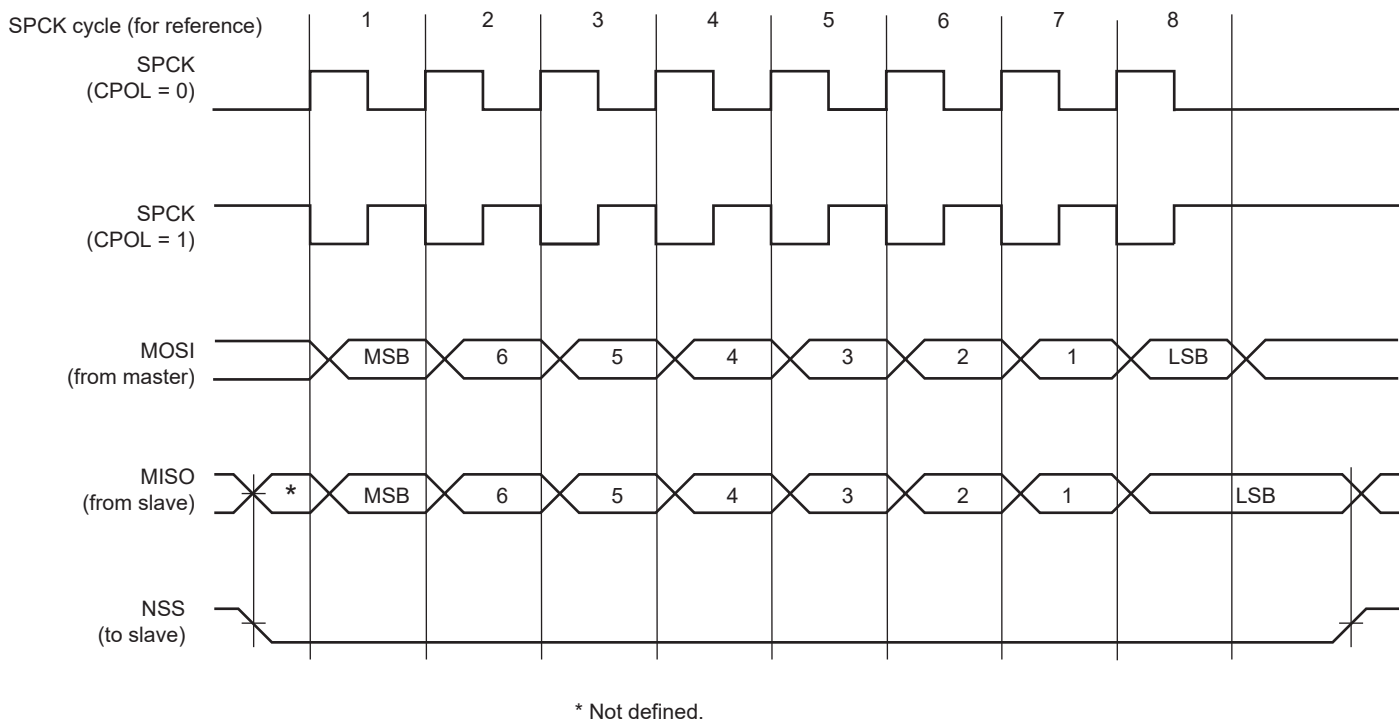 SPCK cycle (for reference)
1 2 3 4 5 6 7 8
SPCK
(CPOL = 0)
SPCK
(CPOL = 1)
MOSI
(from master)
MSB 6 5 4 3 2 1 LSB
MISO
(from slave)
* MSB 6 5 4 3 2 1 LSB
NSS
(to slave)
* Not defined.